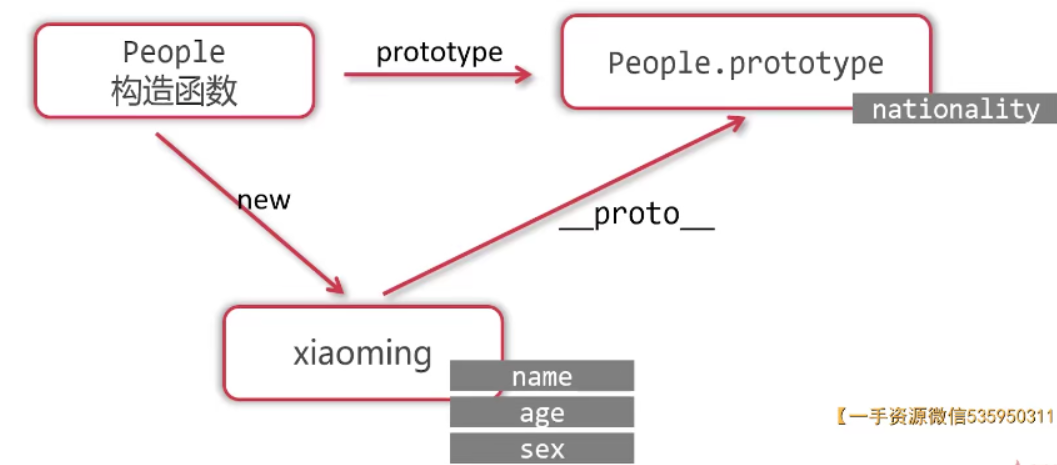 People
构造函数
prototype
People.prototype
nationality
new
__proto__
xiaoming
name
age
sex
【一手资源微信535950311